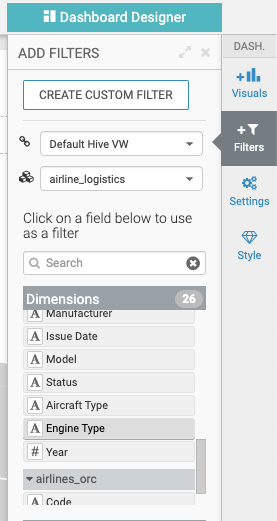 Dashboard Designer
ADD FILTERS
DASH.
CREATE CUSTOM FILTER
Visuals
Default Hive VW
Filters
airline_logistics
Settings
Click on a field below to use
as a filter
Style
Search
Dimensions 26
A Manufacturer
A Issue Date
A Model
A Status
A Aircraft Type
A Engine Type
# Year
airlines_orc
A Code